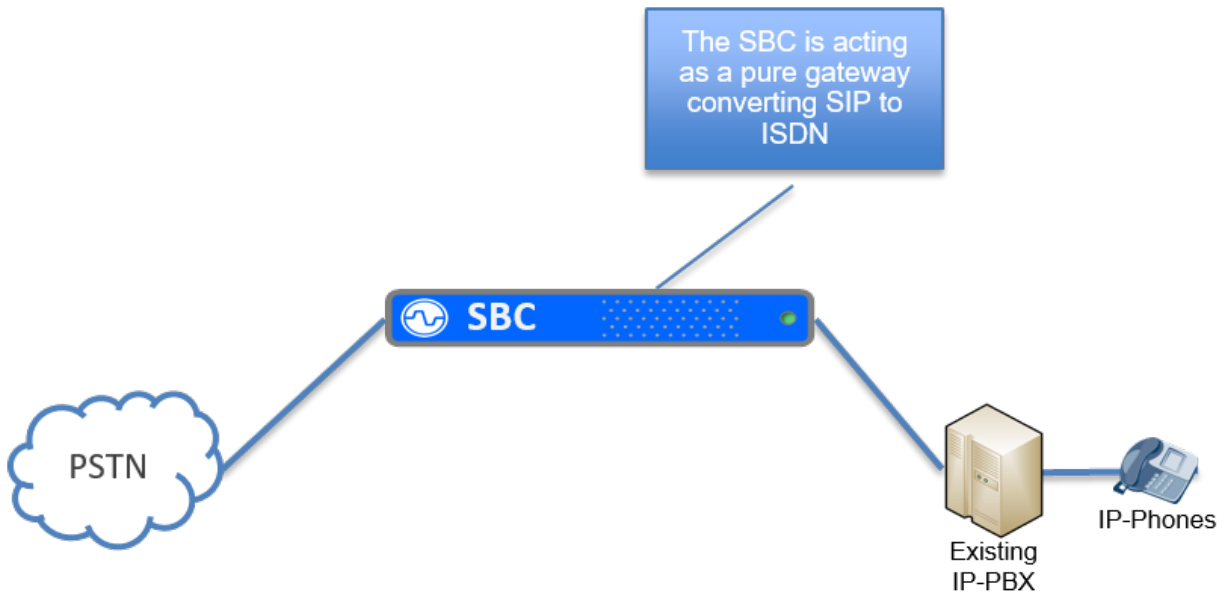 The SBC is acting
as a pure gateway
converting SIP to
ISDN
SBC
PSTN
IP-Phones
Existing
IP-PBX